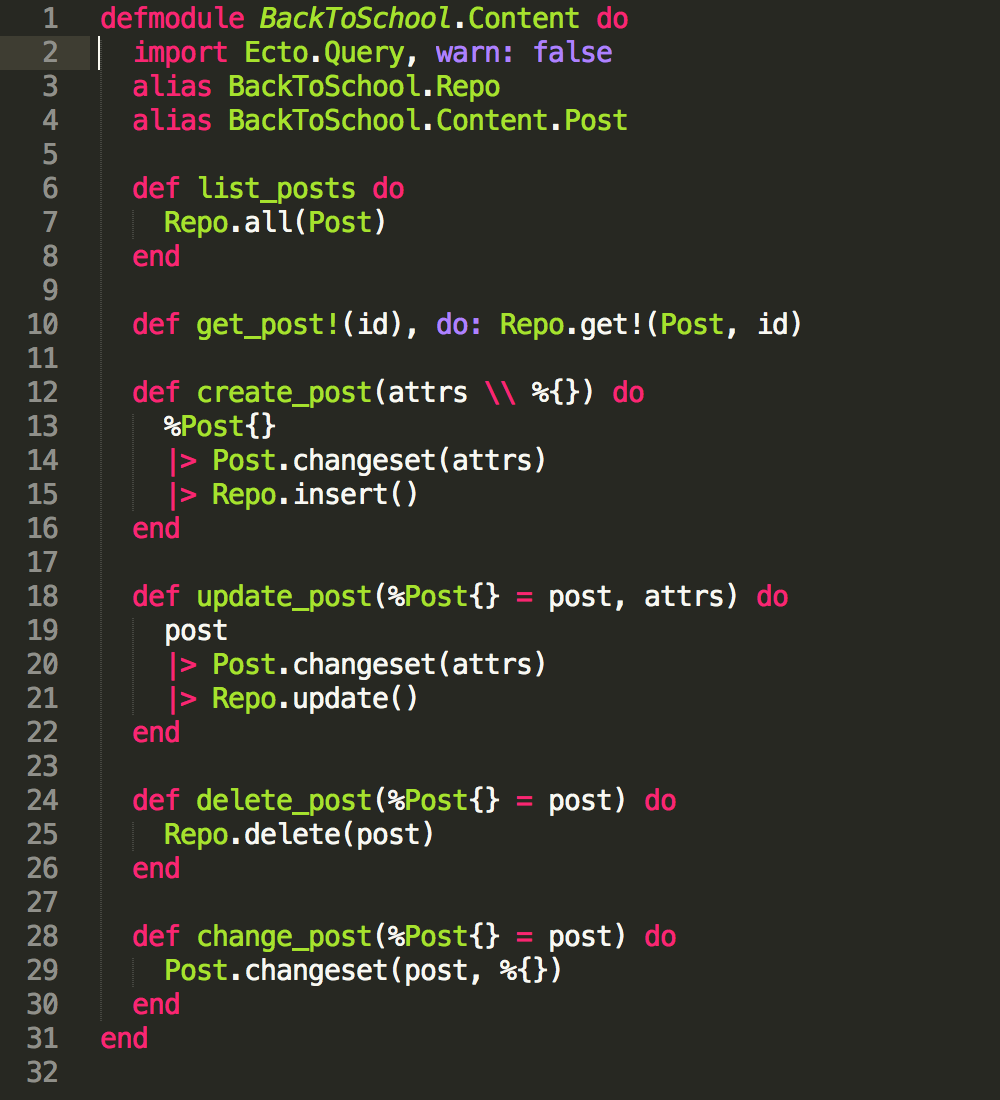 1 defmodule BackToSchool.Content do
2   import Ecto.Query, warn: false
3   alias BackToSchool.Repo
4   alias BackToSchool.Content.Post
5
6   def list_posts do
7     Repo.all(Post)
8   end
9
10   def get_post!(id), do: Repo.get!(Post, id)
11
12   def create_post(attrs \\ %{}) do
13     %Post{}
14     |> Post.changeset(attrs)
15     |> Repo.insert()
16   end
17
18   def update_post(%Post{} = post, attrs) do
19     post
20     |> Post.changeset(attrs)
21     |> Repo.update()
22   end
23
24   def delete_post(%Post{} = post) do
25     Repo.delete(post)
26   end
27
28   def change_post(%Post{} = post) do
29     Post.changeset(post, %{})
30   end
31 end
32